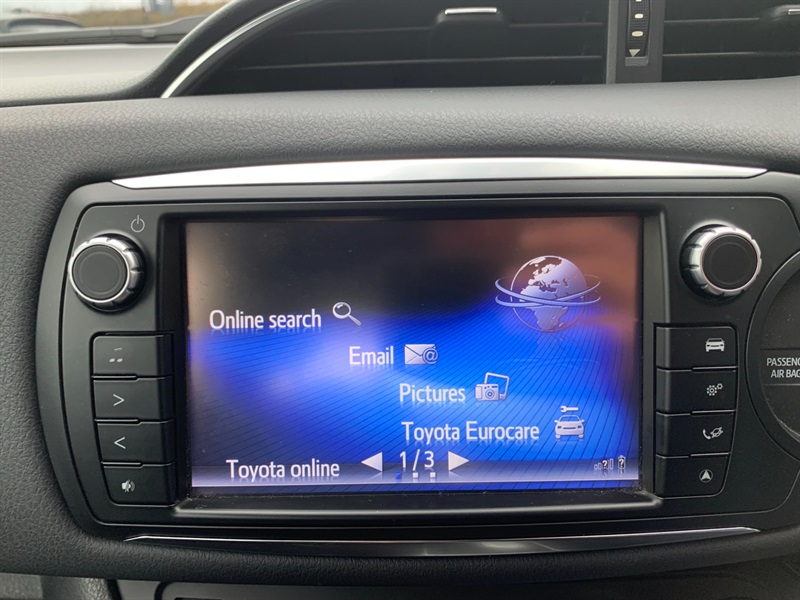 Online search
Email
Pictures
Toyota Eurocare
Toyota online
1/3
PASSENG
AIR BAG